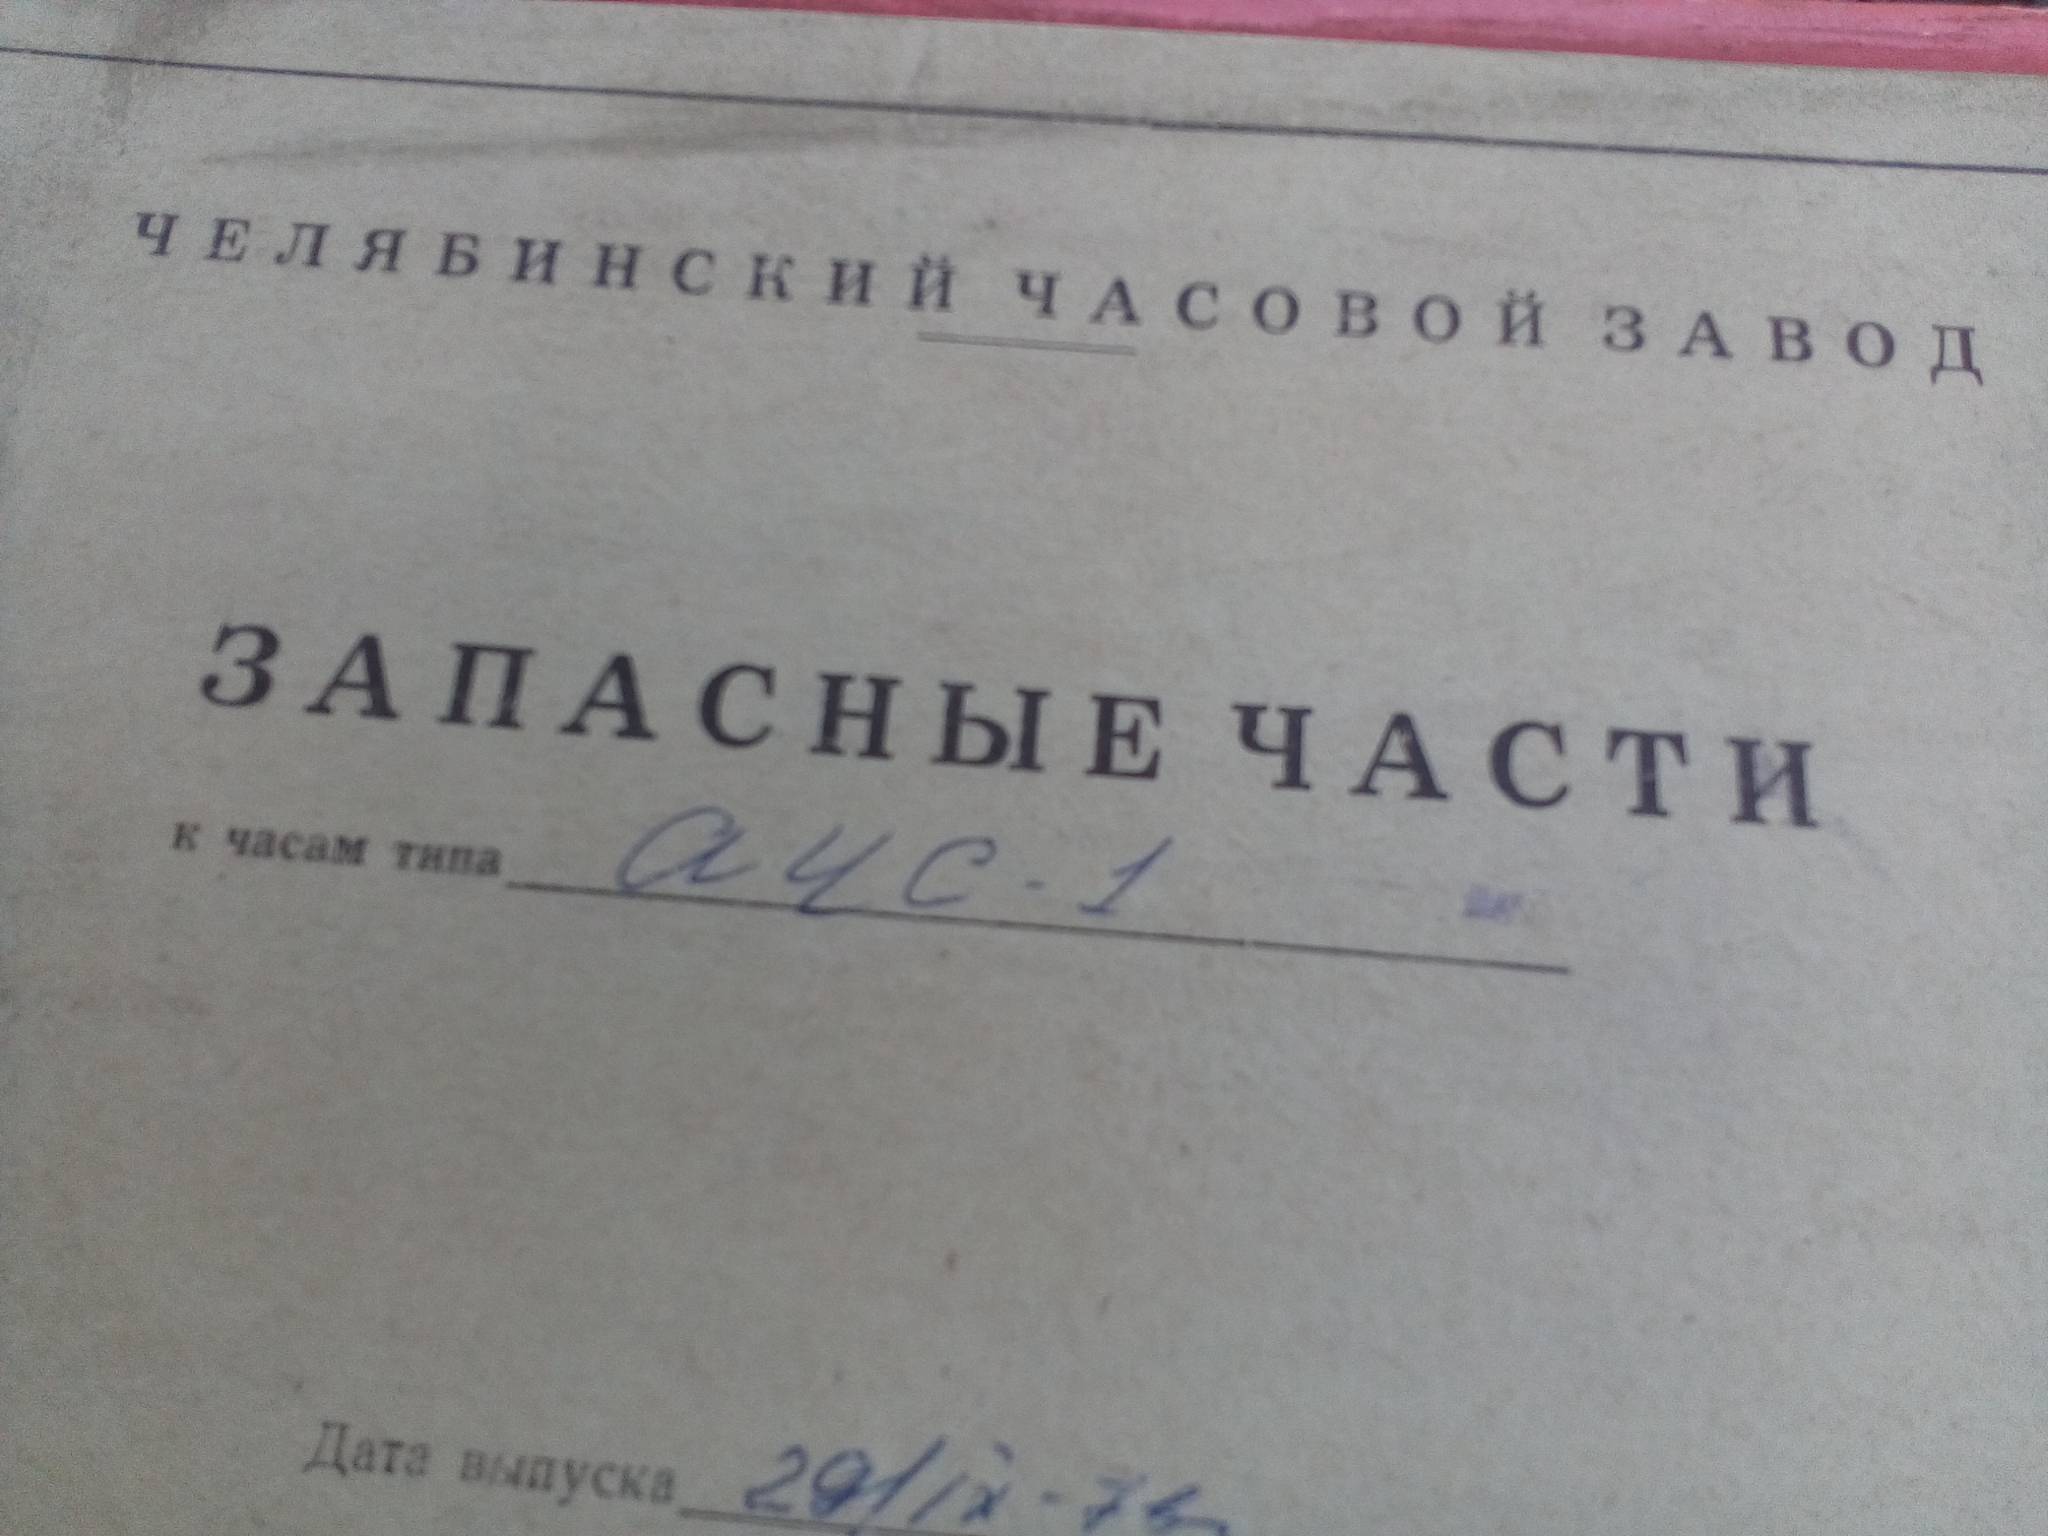 ЧЕЛЯБИНСКИЙ ЧАСОВОЙ ЗАВОД
ЗАПАСНЫЕ ЧАСТИ
к часам типа АЧС-1
Дата выпуска